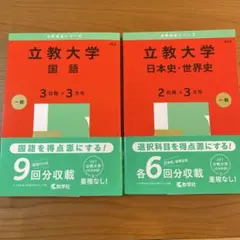 立教大学
国語
3日程×3カ年
一般
国語を得点源にする!
9回分収載
教学社
立教大学
日本史・世界史
2日程×3カ年
一般
選択科目を得点源にする!
各6回分収載
教学社